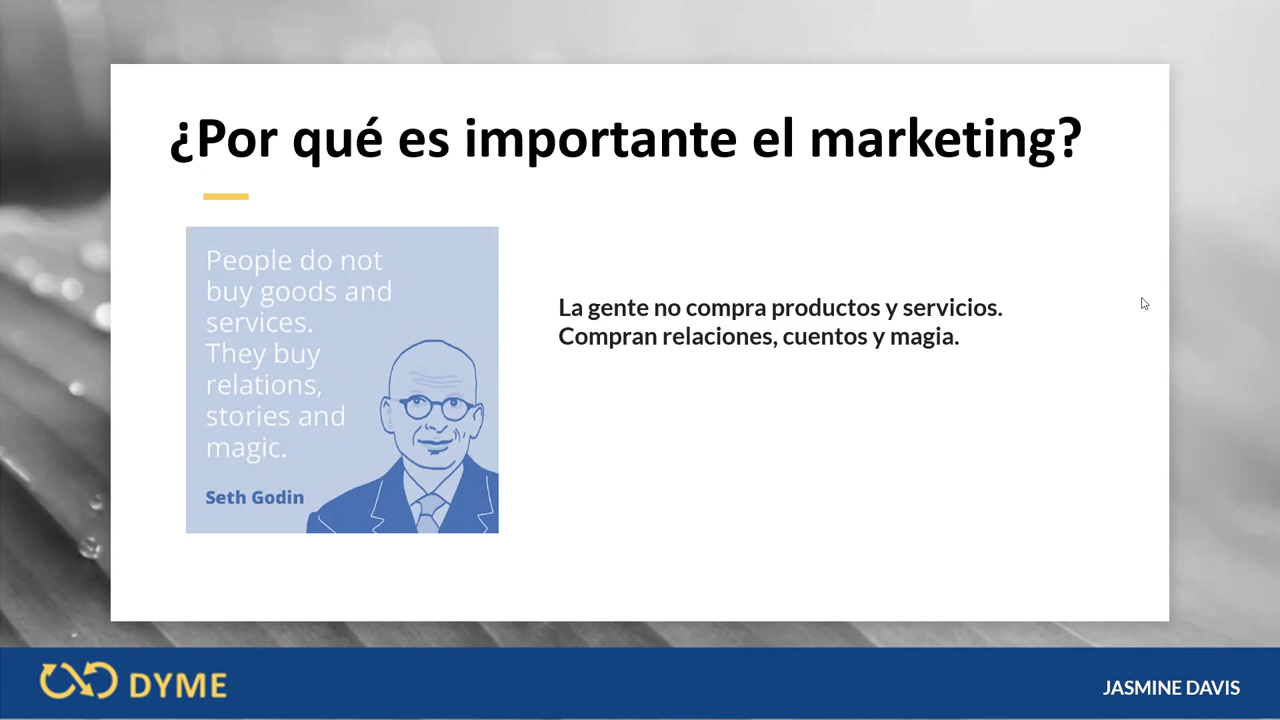 ¿Por qué es importante el marketing?
People do not
buy goods and
services.
They buy
relations,
stories and
magic.
Seth Godin
La gente no compra productos y servicios.
Compran relaciones, cuentos y magia.
DYME
JASMINE DAVIS